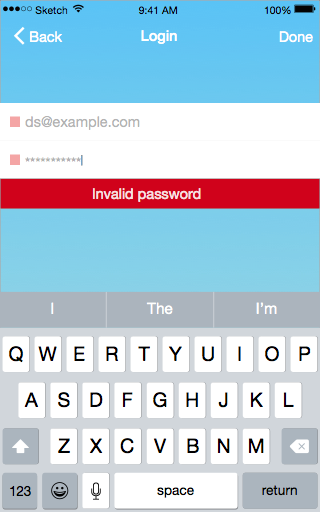 Sketch 9:41 AM 100%
Back Login Done
ds@example.com
***********
Invalid password
I The I'm
Q W E R T Y U I O P
A S D F G H J K L
Z X C V B N M
123 space return